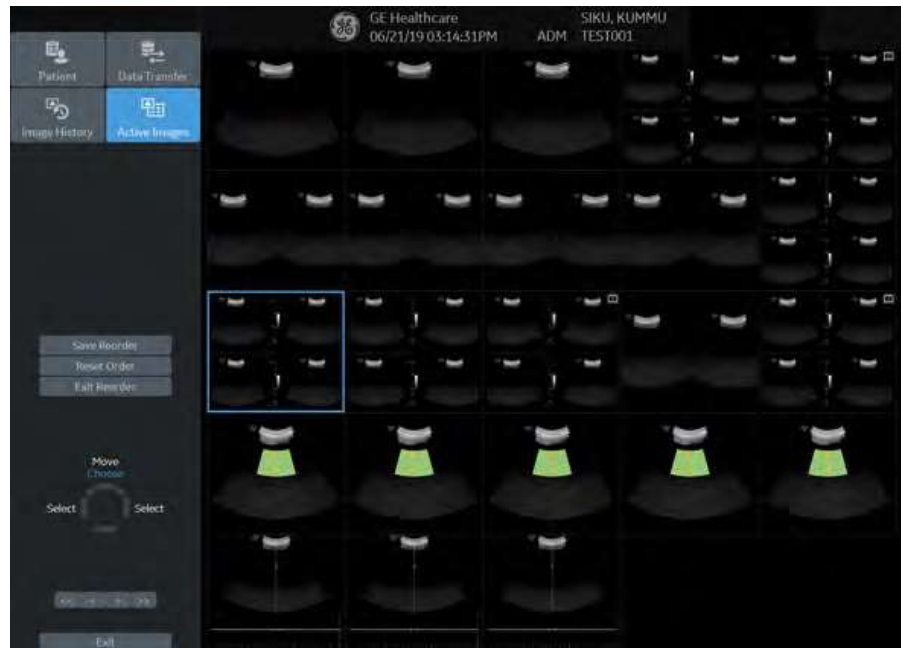 GE Healthcare
06/21/19 03:14:31PM
ADM
SIKU, KUMMU
TEST001
Patient
Data Transfer
Image History
Active Images
Save Reorder
Reset Order
Exit Reorder
Move
Choose
Select
Select
Exit